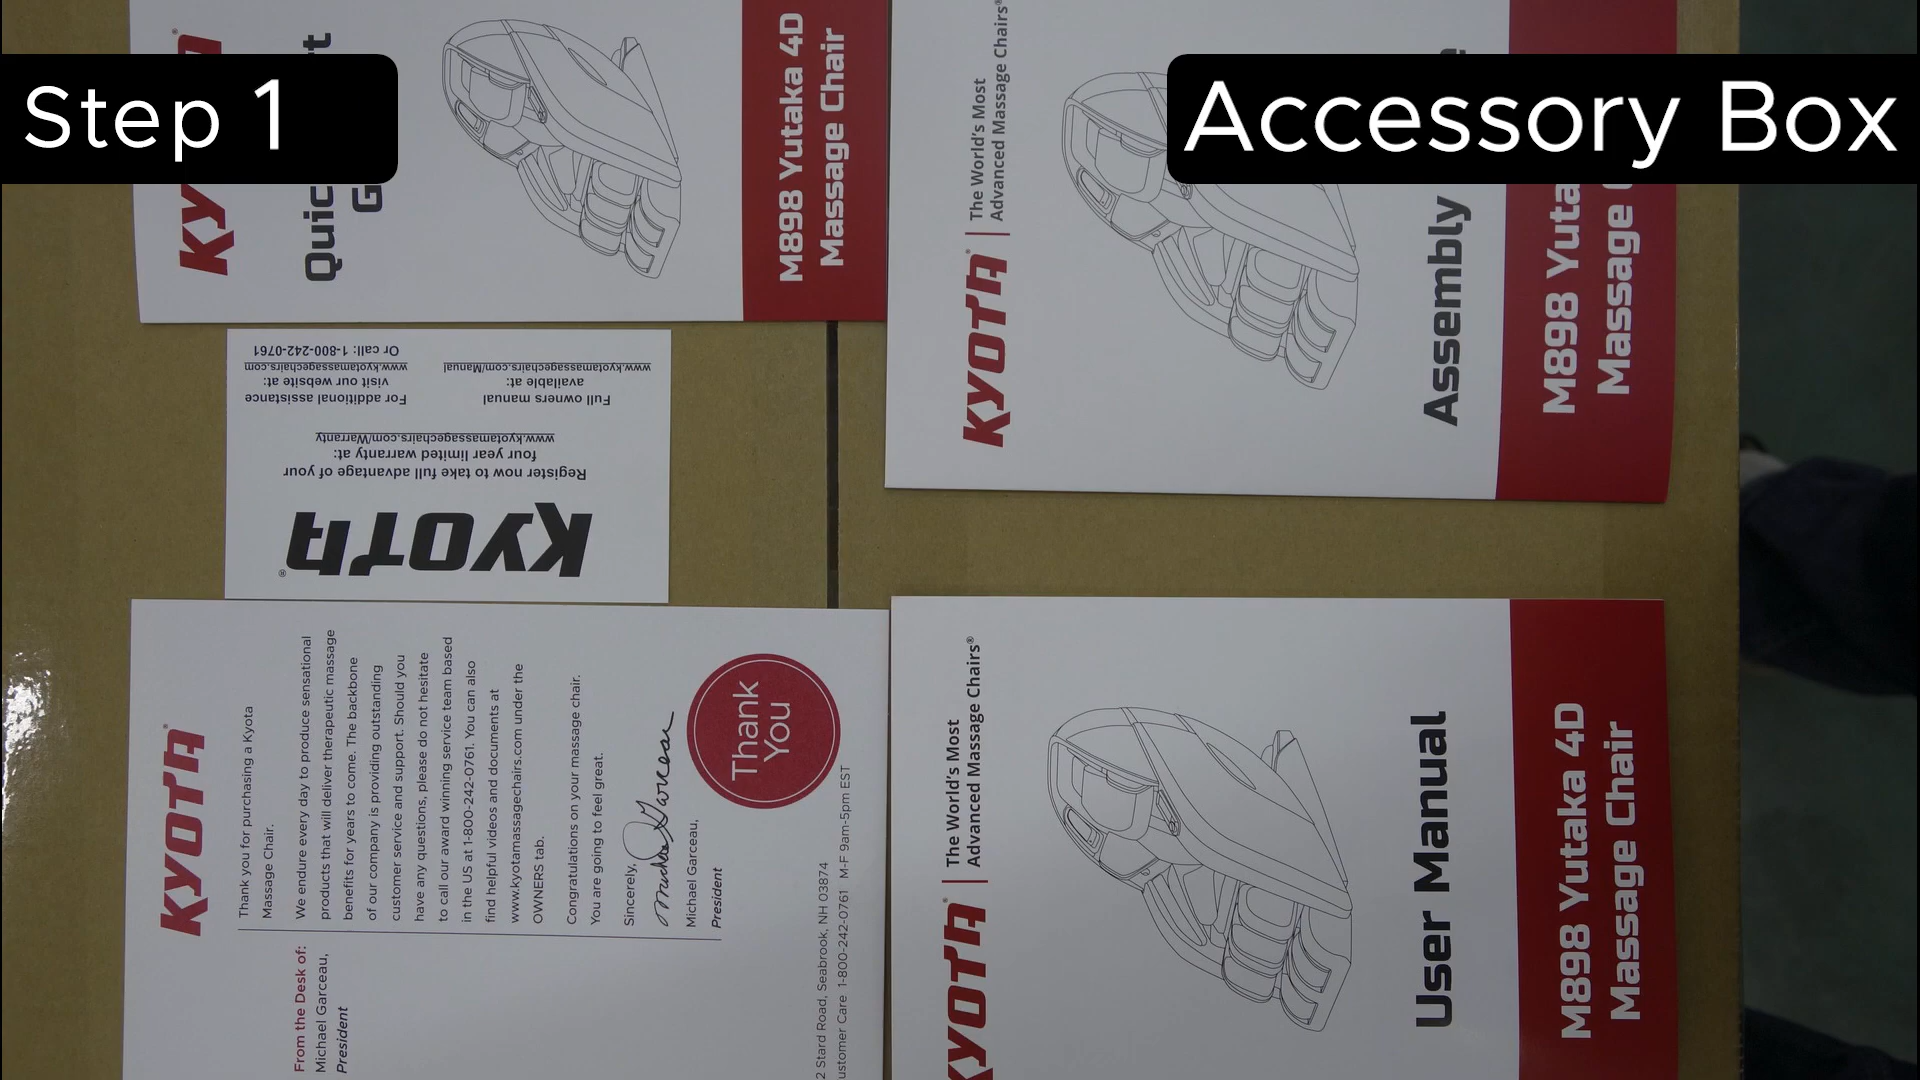 Step 1
Accessory Box
KY
Quic
M898 Yutaka 4D
Massage Chair
KYOTA®
The World's Most
Advanced Massage Chairs®
Assembly
M898 Yuta
Massage
KYOTA®
Register now to take full advantage of your
four year limited warranty at:
www.kyotamassagechairs.com/Warranty
Full owners manual
available at:
www.kyotamassagechairs.com/Manual
For additional assistance
visit our website at:
www.kyotamassagechairs.com
Or call: 1-800-242-0761
KYOTA®
From the Desk of:
Michael Garceau,
President
Thank you for purchasing a Kyota
Massage Chair.
We endure every day to produce sensational
products that will deliver therapeutic massage
benefits for years to come. The backbone
of our company is providing outstanding
customer service and support. Should you
have any questions, please do not hesitate
to call our award winning service team based
in the US at 1-800-242-0761. You can also
find helpful videos and documents at
www.kyotamassagechairs.com under the
OWNERS tab.
Congratulations on your massage chair.
You are going to feel great.
Sincerely,
Michael Garceau
Michael Garceau,
President
Thank
You
2 Stard Road, Seabrook, NH 03874
ustomer Care 1-800-242-0761 M-F 9am-5pm EST
KYOTA®
The World's Most
Advanced Massage Chairs®
User Manual
M898 Yutaka 4D
Massage Chair